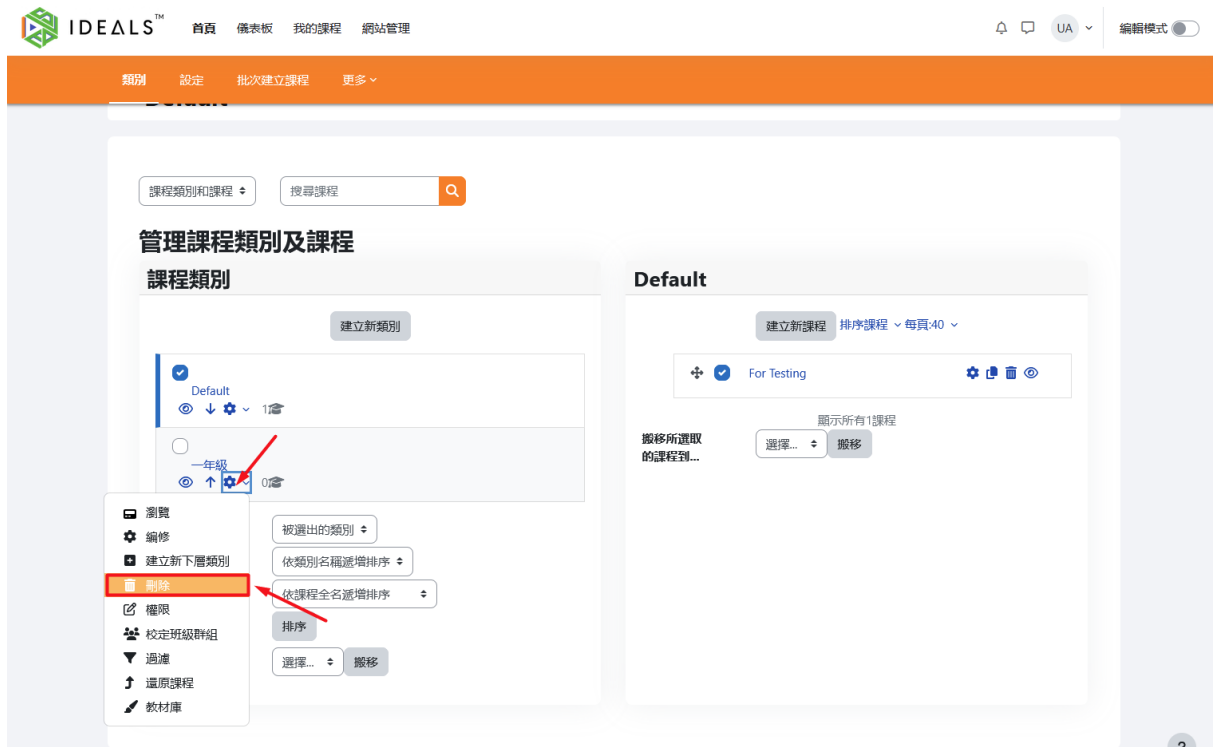 IDEALS™
首頁 儀表板 我的課程 網站管理
UA
編輯模式
類別 設定 批次建立課程 更多
Default
課程類別和課程
搜尋課程
管理課程類別及課程
課程類別
建立新類別
Default
1
一年級
0
瀏覽
編修
建立新下層類別
刪除
權限
校定班級群組
過濾
還原課程
教材庫
被選出的類別
依類別名稱遞增排序
依課程全名遞增排序
排序
選擇... 搬移
Default
建立新課程 排序課程 每頁:40
For Testing
顯示所有1課程
搬移所選取
的課程到...
選擇... 搬移
?